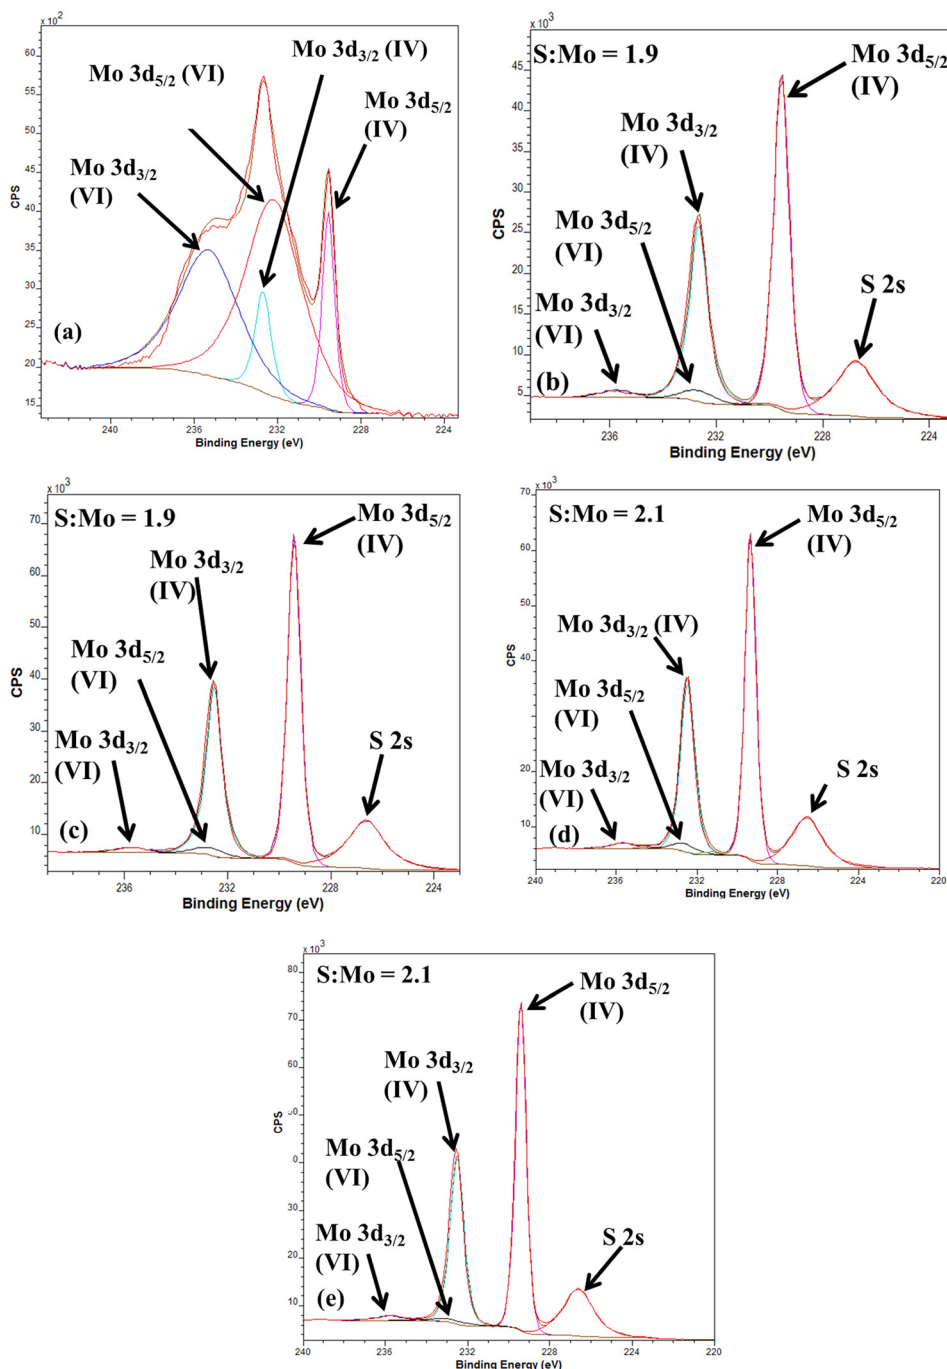 x 10²
60
50
40
30
20
15
CPS
Mo 3d3/2 (IV)
Mo 3d5/2 (VI)
Mo 3d5/2
(IV)
Mo 3d3/2
(VI)
(a)
240
236
232
228
224
Binding Energy (eV)
x 10³
S:Mo = 1.9
45
35
25
15
5
CPS
Mo 3d5/2
(IV)
Mo 3d3/2
(IV)
Mo 3d5/2
(VI)
Mo 3d3/2
(VI)
S 2s
(b)
236
232
228
224
Binding Energy (eV)
x 10³
S:Mo = 1.9
70
60
50
40
30
20
10
CPS
Mo 3d5/2
(IV)
Mo 3d3/2
(IV)
Mo 3d5/2
(VI)
Mo 3d3/2
(VI)
S 2s
(c)
236
232
228
224
Binding Energy (eV)
x 10³
S:Mo = 2.1
70
60
50
40
20
10
CPS
Mo 3d5/2
(IV)
Mo 3d3/2 (IV)
Mo 3d5/2
(VI)
Mo 3d3/2
(VI)
S 2s
(d)
240
236
232
228
224
220
Binding Energy (eV)
x 10³
S:Mo = 2.1
80
70
30
20
10
CPS
Mo 3d5/2
(IV)
Mo 3d3/2
(IV)
Mo 3d5/2
(VI)
Mo 3d3/2
(VI)
S 2s
(e)
240
236
232
228
224
220
Binding Energy (eV)